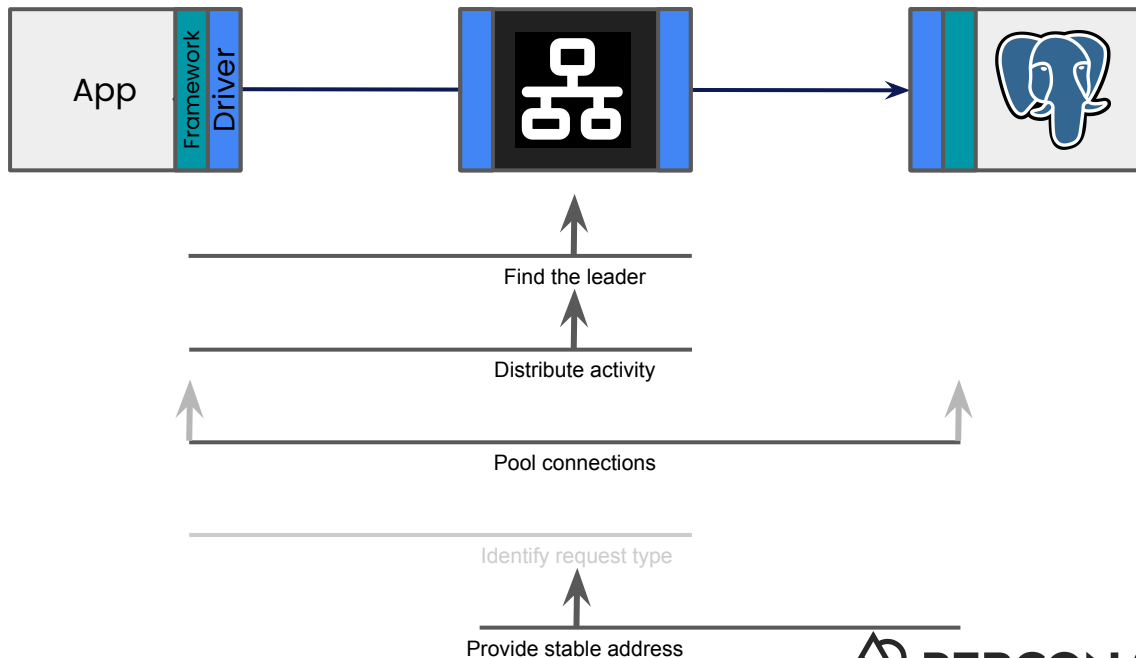 App
Framework
Driver
Find the leader
Distribute activity
Pool connections
Identify request type
Provide stable address